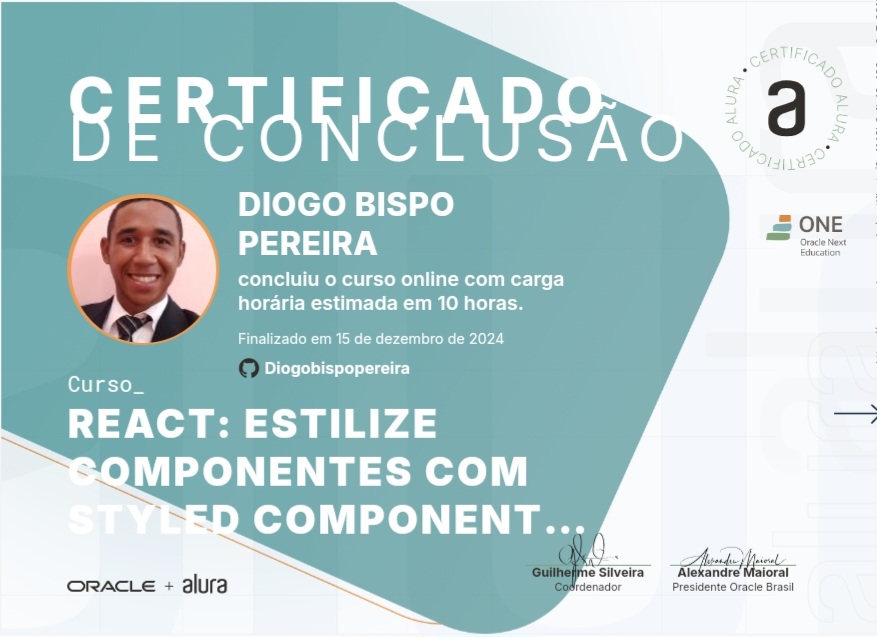 CERTIFICADO
DE CONCLUSÃO
CERTIFICADO ALURA • CERTIFICADO ALURA •
a
DIOGO BISPO
PEREIRA
concluiu o curso online com carga
horária estimada em 10 horas.
Finalizado em 15 de dezembro de 2024
Diogobispopereira
ONE
Oracle Next
Education
Curso_
REACT: ESTILIZE
COMPONENTES COM
STYLED COMPONENT...
ORACLE + alura
Guilherme Silveira
Coordenador
Alexandre Maioral
Alexandre Maioral
Presidente Oracle Brasil